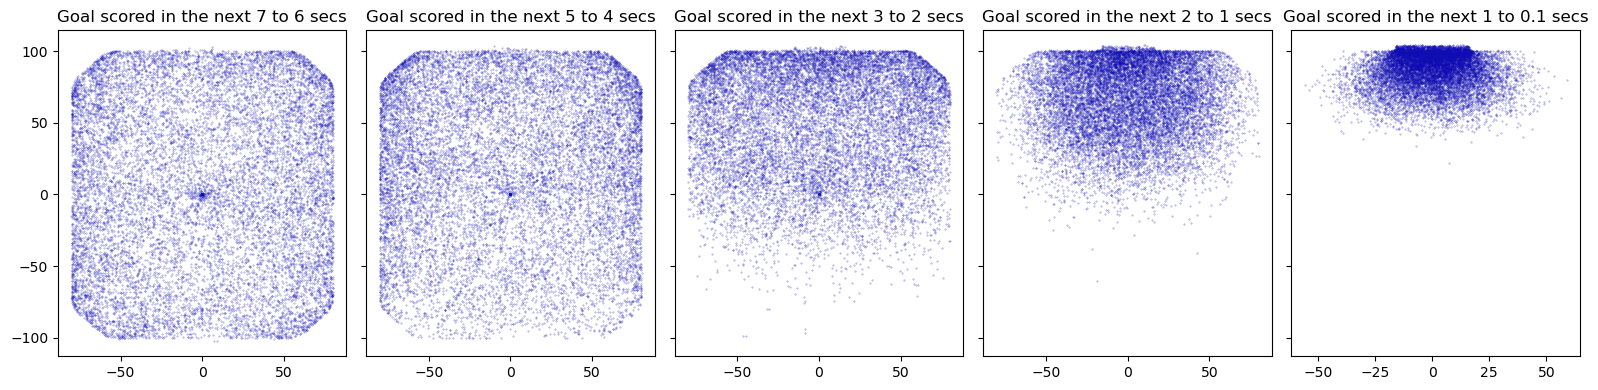 Goal scored in the next 7 to 6 secs
Goal scored in the next 5 to 4 secs
Goal scored in the next 3 to 2 secs
Goal scored in the next 2 to 1 secs
Goal scored in the next 1 to 0.1 secs
100
50
0
−50
−100
−50 0 50
−50 0 50
−50 0 50
−50 0 50
−50 −25 0 25 50